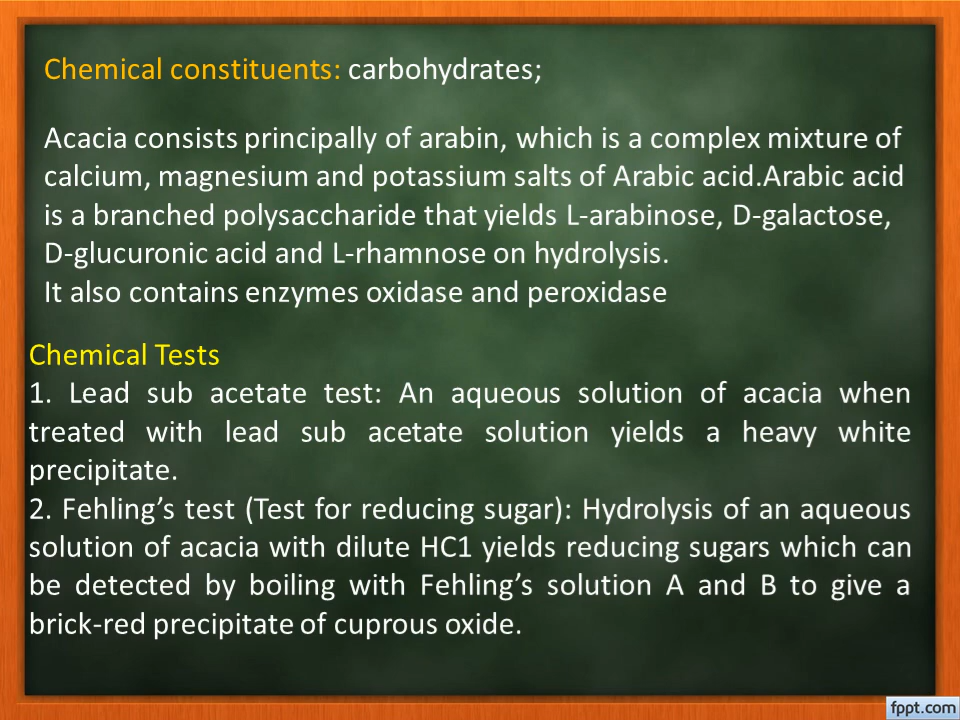 Chemical constituents: carbohydrates;
Acacia consists principally of arabin, which is a complex mixture of
calcium, magnesium and potassium salts of Arabic acid.Arabic acid
is a branched polysaccharide that yields L-arabinose, D-galactose,
D-glucuronic acid and L-rhamnose on hydrolysis.
It also contains enzymes oxidase and peroxidase
Chemical Tests
1. Lead sub acetate test: An aqueous solution of acacia when
treated with lead sub acetate solution yields a heavy white
precipitate.
2. Fehling’s test (Test for reducing sugar): Hydrolysis of an aqueous
solution of acacia with dilute HC1 yields reducing sugars which can
be detected by boiling with Fehling’s solution A and B to give a
brick-red precipitate of cuprous oxide.
fppt.com